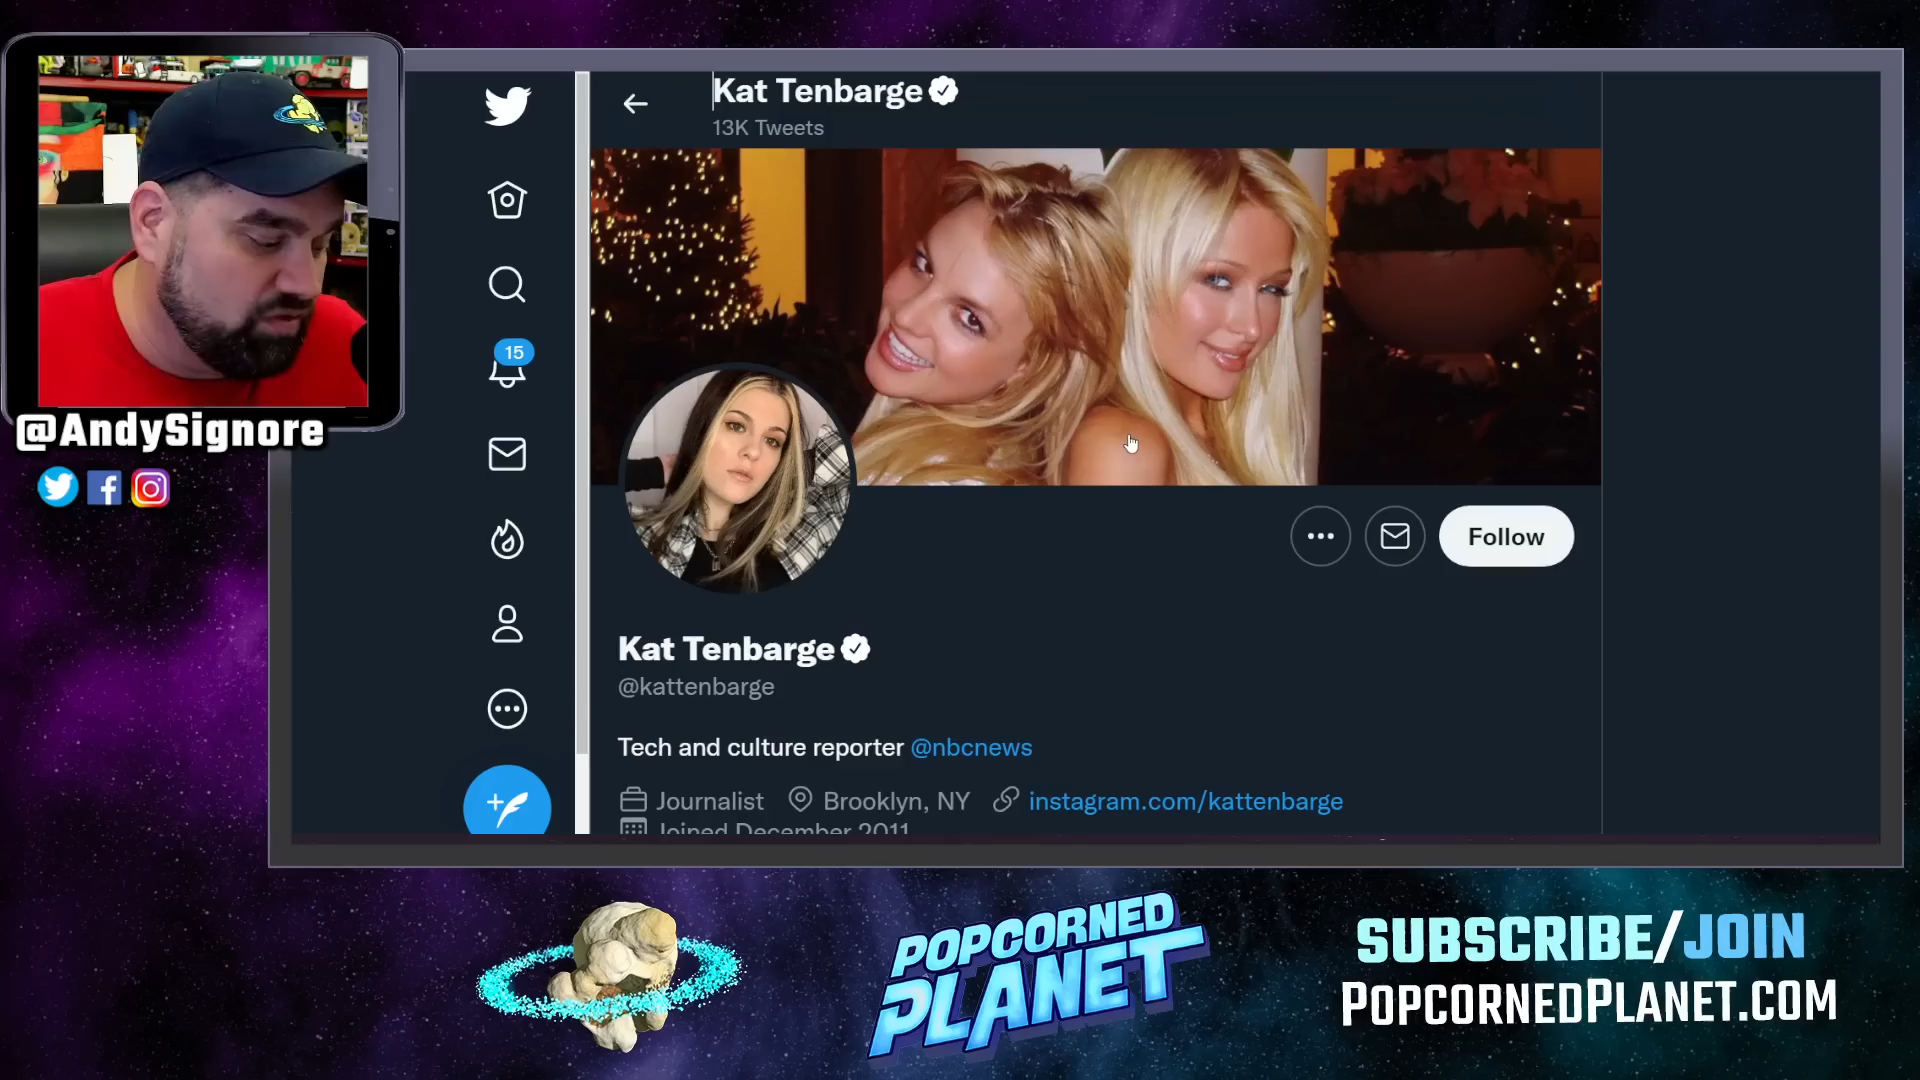 Kat Tenbarge
13K Tweets
15
@AndySignore
Follow
Kat Tenbarge
@kattenbarge
Tech and culture reporter @nbcnews
Journalist Brooklyn, NY instagram.com/kattenbarge
Joined December 2011
POPCORNED
PLANET
SUBSCRIBE/JOIN
POPCORNEDPLANET.COM